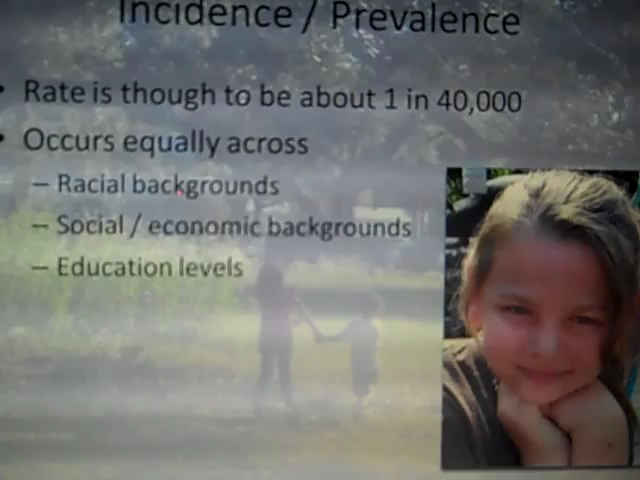 Incidence / Prevalence
• Rate is though to be about 1 in 40,000
• Occurs equally across
– Racial backgrounds
– Social / economic backgrounds
– Education levels